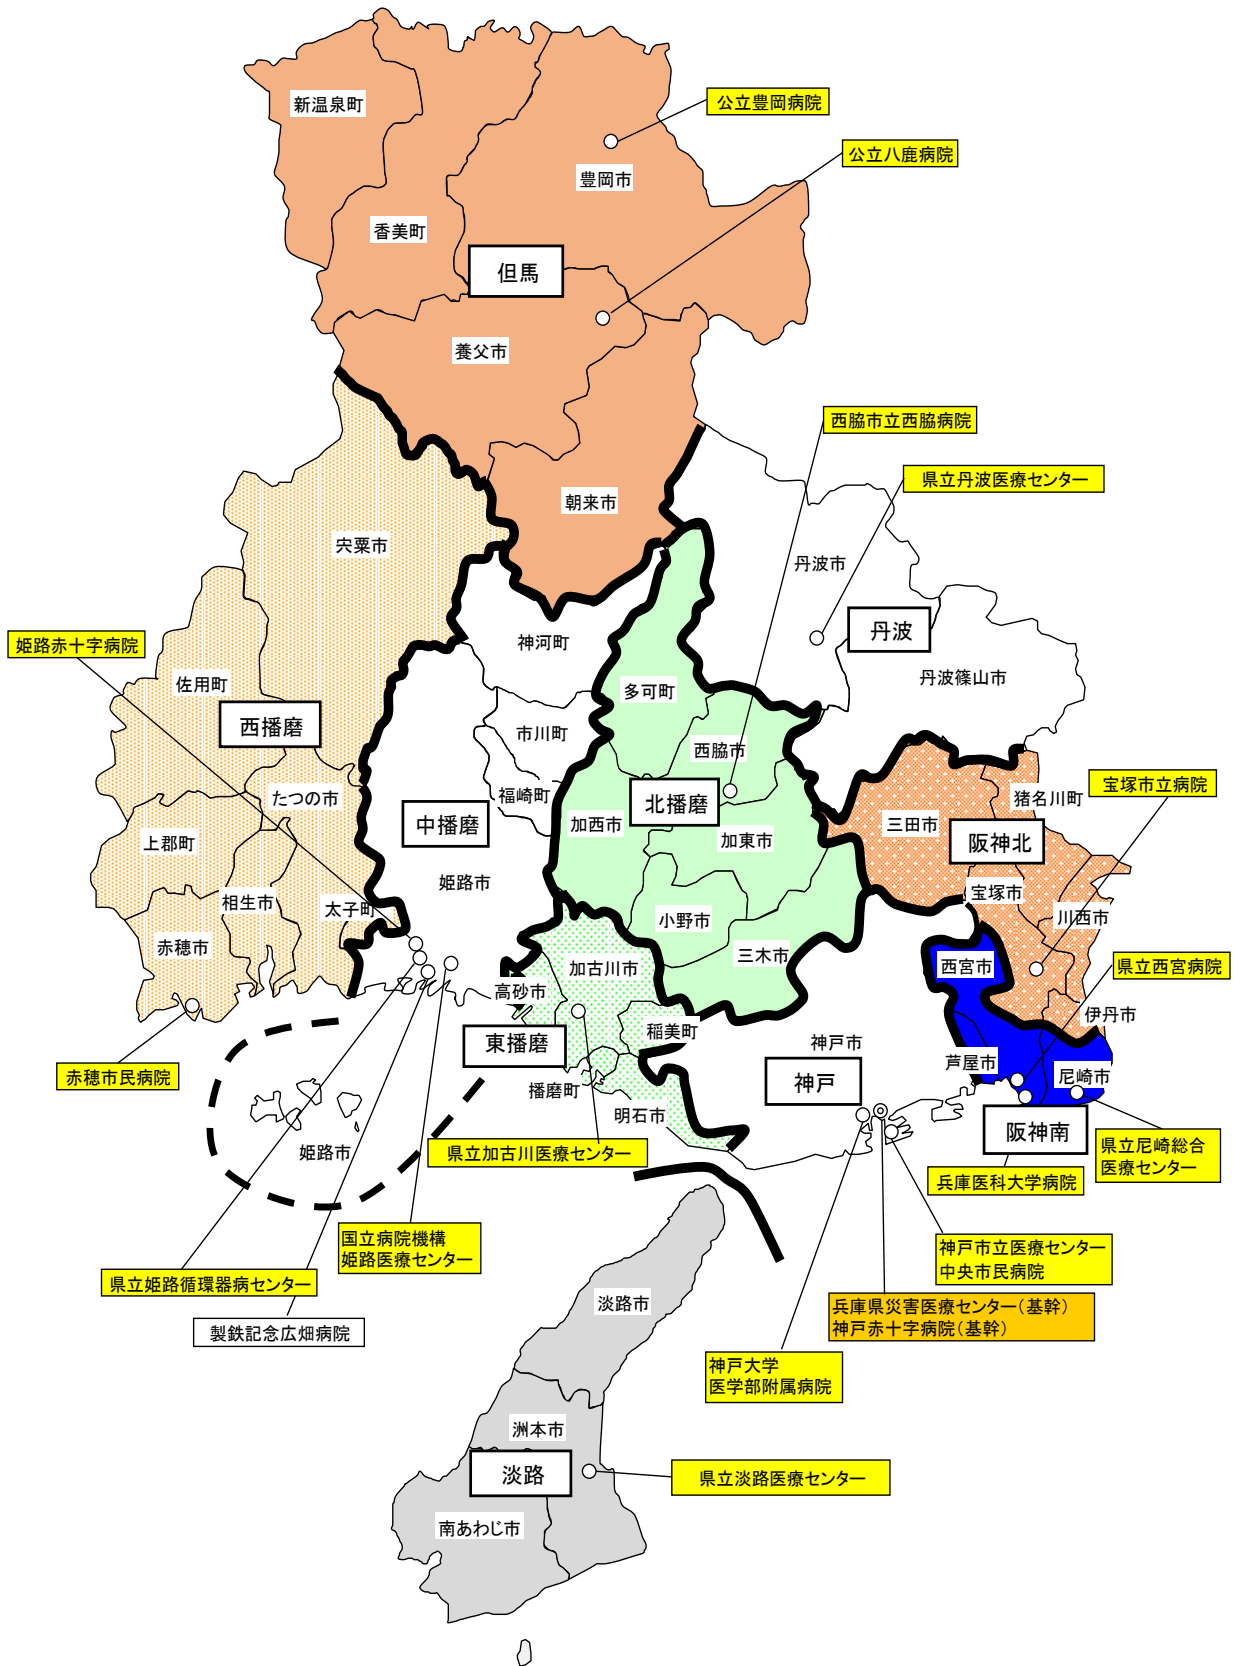 新温泉町
公立豊岡病院
公立八鹿病院
豊岡市
香美町
但馬
養父市
西脇市立西脇病院
県立丹波医療センター
朝来市
宍粟市
丹波市
姫路赤十字病院
神河町
丹波
丹波篠山市
佐用町
多可町
西播磨
市川町
西脇市
宝塚市立病院
たつの市
福崎町
北播磨
猪名川町
中播磨
加西市
三田市
上郡町
加東市
阪神北
姫路市
宝塚市
相生市
太子町
小野市
川西市
赤穂市
三木市
加古川市
西宮市
県立西宮病院
高砂市
伊丹市
稲美町
東播磨
神戸市
芦屋市
赤穂市民病院
播磨町
神戸
尼崎市
明石市
姫路市
県立加古川医療センター
阪神南
県立尼崎総合
医療センター
兵庫医科大学病院
国立病院機構
姫路医療センター
神戸市立医療センター
中央市民病院
県立姫路循環器病センター
淡路市
兵庫県災害医療センター(基幹)
神戸赤十字病院(基幹)
製鉄記念広畑病院
神戸大学
医学部附属病院
洲本市
淡路
県立淡路医療センター
南あわじ市